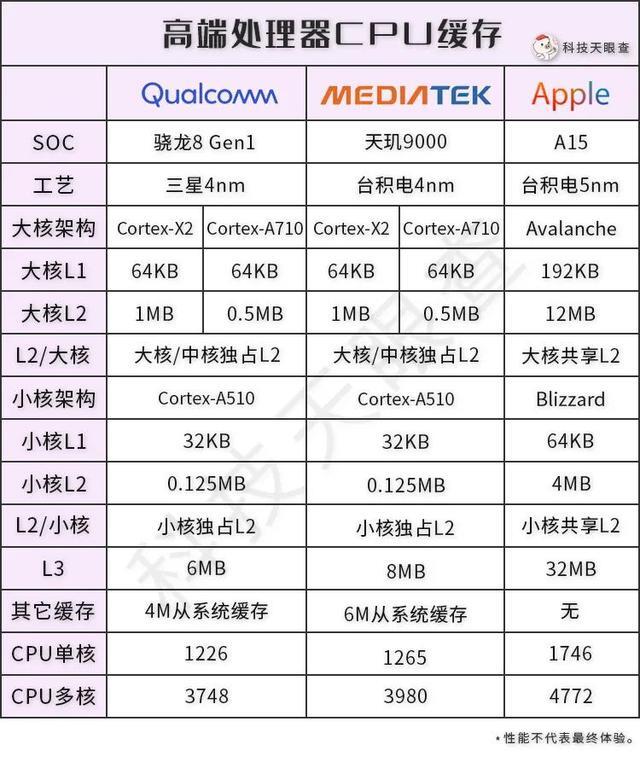 高端处理器CPU缓存
科技天眼查
Qualcomm MEDIATEK Apple
SOC 骁龙8 Gen1 天玑9000 A15
工艺 三星4nm 台积电4nm 台积电5nm
大核架构 Cortex-X2 Cortex-A710 Cortex-X2 Cortex-A710 Avalanche
大核L1 64KB 64KB 64KB 64KB 192KB
大核L2 1MB 0.5MB 1MB 0.5MB 12MB
L2/大核 大核/中核独占L2 大核/中核独占L2 大核共享L2
小核架构 Cortex-A510 Cortex-A510 Blizzard
小核L1 32KB 32KB 64KB
小核L2 0.125MB 0.125MB 4MB
L2/小核 小核独占L2 小核独占L2 小核共享L2
L3 6MB 8MB 32MB
其它缓存 4M从系统缓存 6M从系统缓存 无
CPU单核 1226 1265 1746
CPU多核 3748 3980 4772
*性能不代表最终体验。
科技天眼查